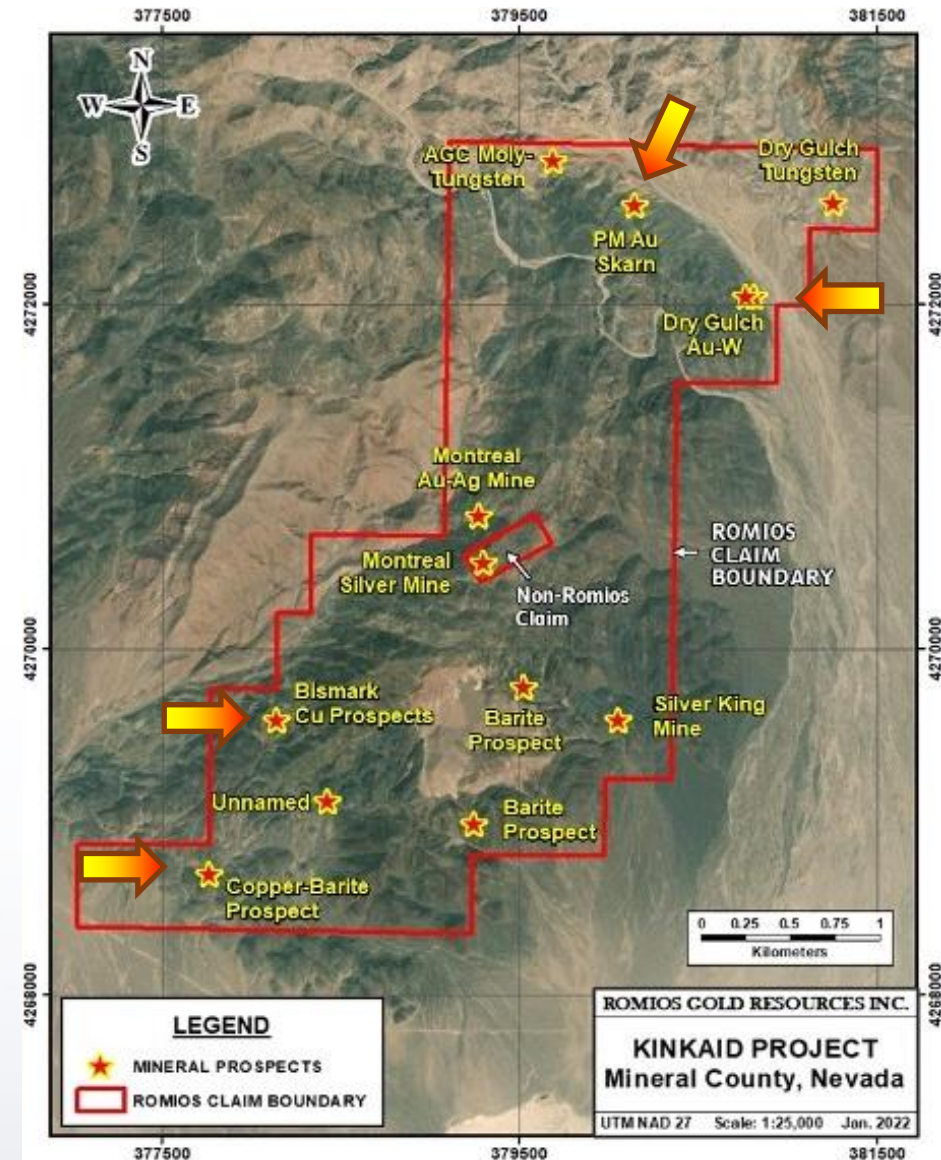 377500
379500
381500
N
W
E
S
AGC Moly-
Tungsten
Dry Gulch
Tungsten
PM Au
Skarn
4272000
4272000
Dry Gulch
Au-W
Montreal
Au-Ag Mine
ROMIOS
CLAIM
BOUNDARY
Montreal
Silver Mine
Non-Romios
Claim
4270000
4270000
Bismark
Cu Prospects
Silver King
Mine
Barite
Prospect
Unnamed
Barite
Prospect
Copper-Barite
Prospect
0 0.25 0.5 0.75 1
Kilometers
4268000
4268000
LEGEND
MINERAL PROSPECTS
ROMIOS CLAIM BOUNDARY
ROMIOS GOLD RESOURCES INC.
KINKAID PROJECT
Mineral County, Nevada
UTM NAD 27 Scale: 1:25,000 Jan. 2022
377500
379500
381500